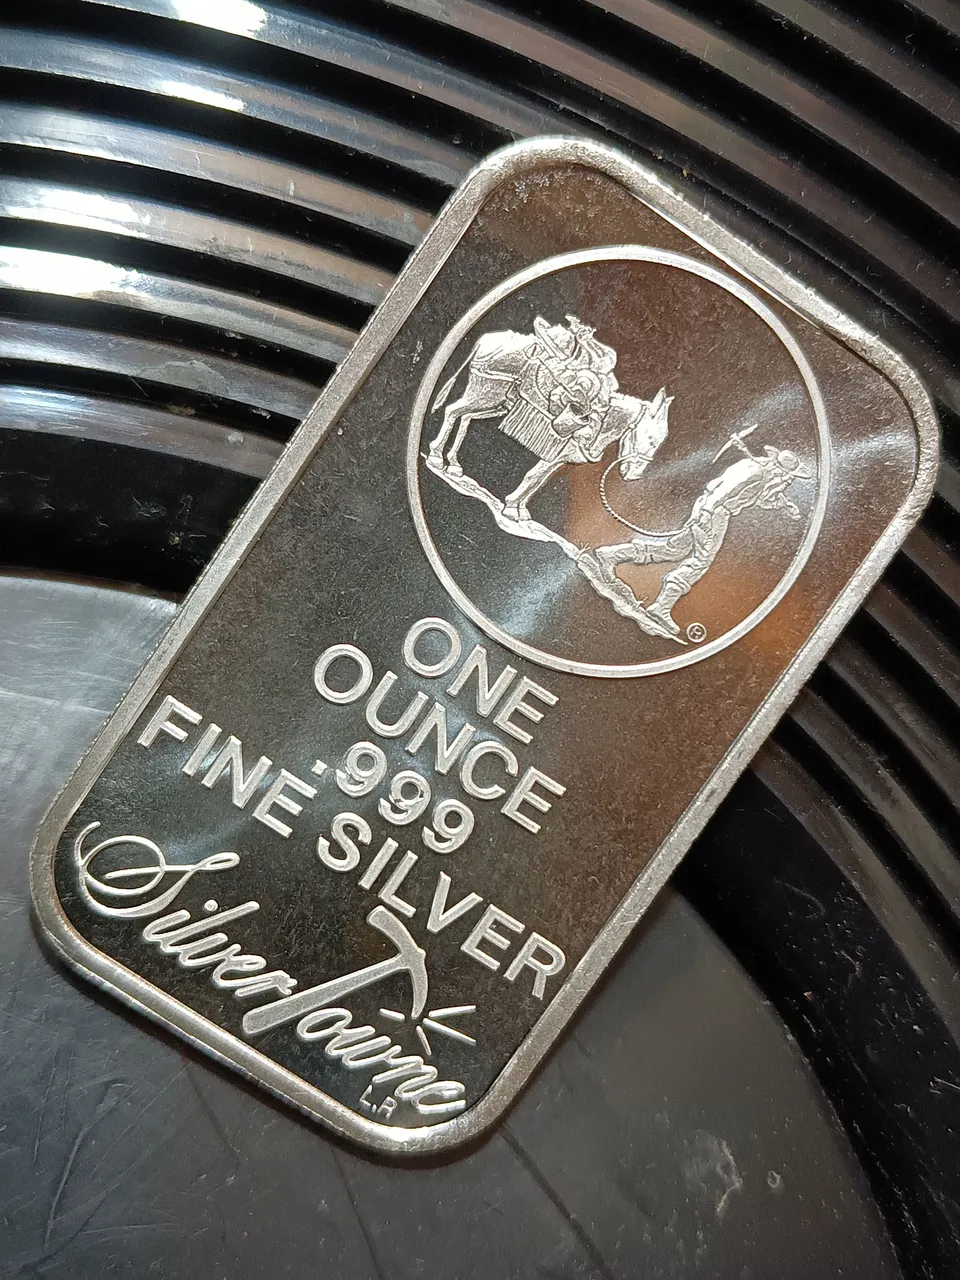 ®
ONE
OUNCE
.999
FINE SILVER
SilverTowne
L.R